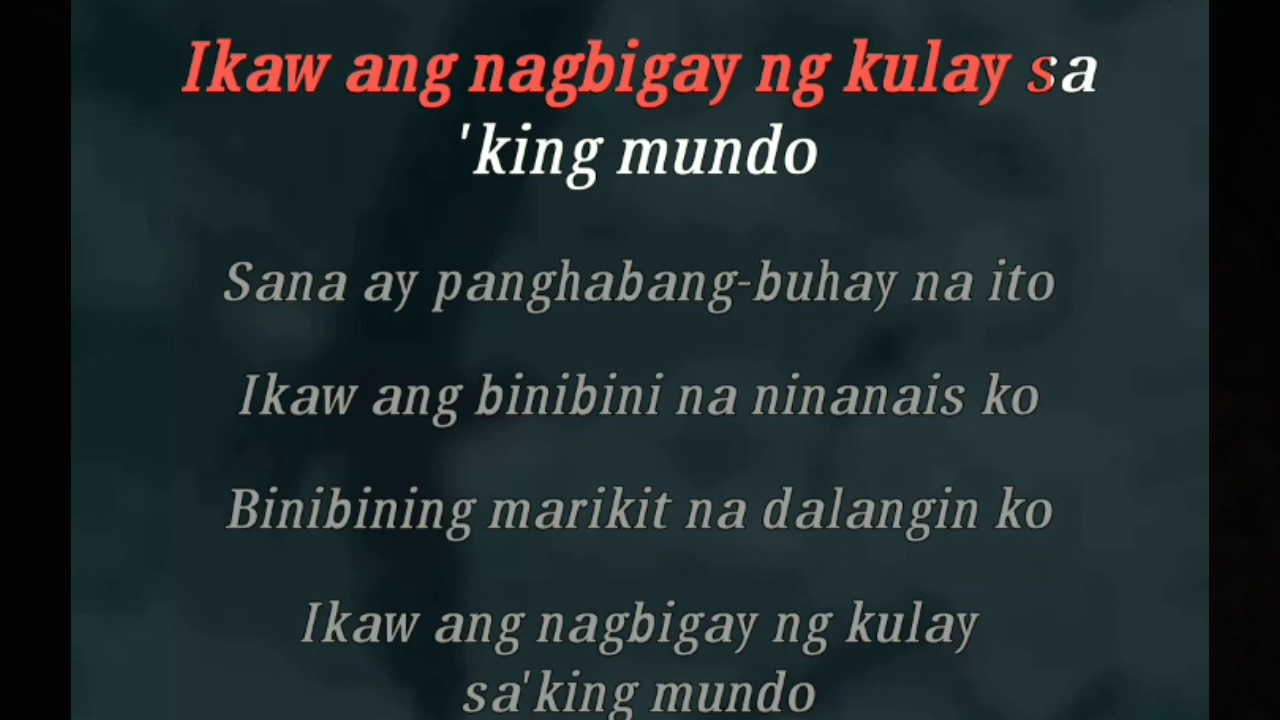 Ikaw ang nagbigay ng kulay sa
'king mundo
Sana ay panghabang-buhay na ito
Ikaw ang binibini na ninanais ko
Binibining marikit na dalangin ko
Ikaw ang nagbigay ng kulay
sa'king mundo